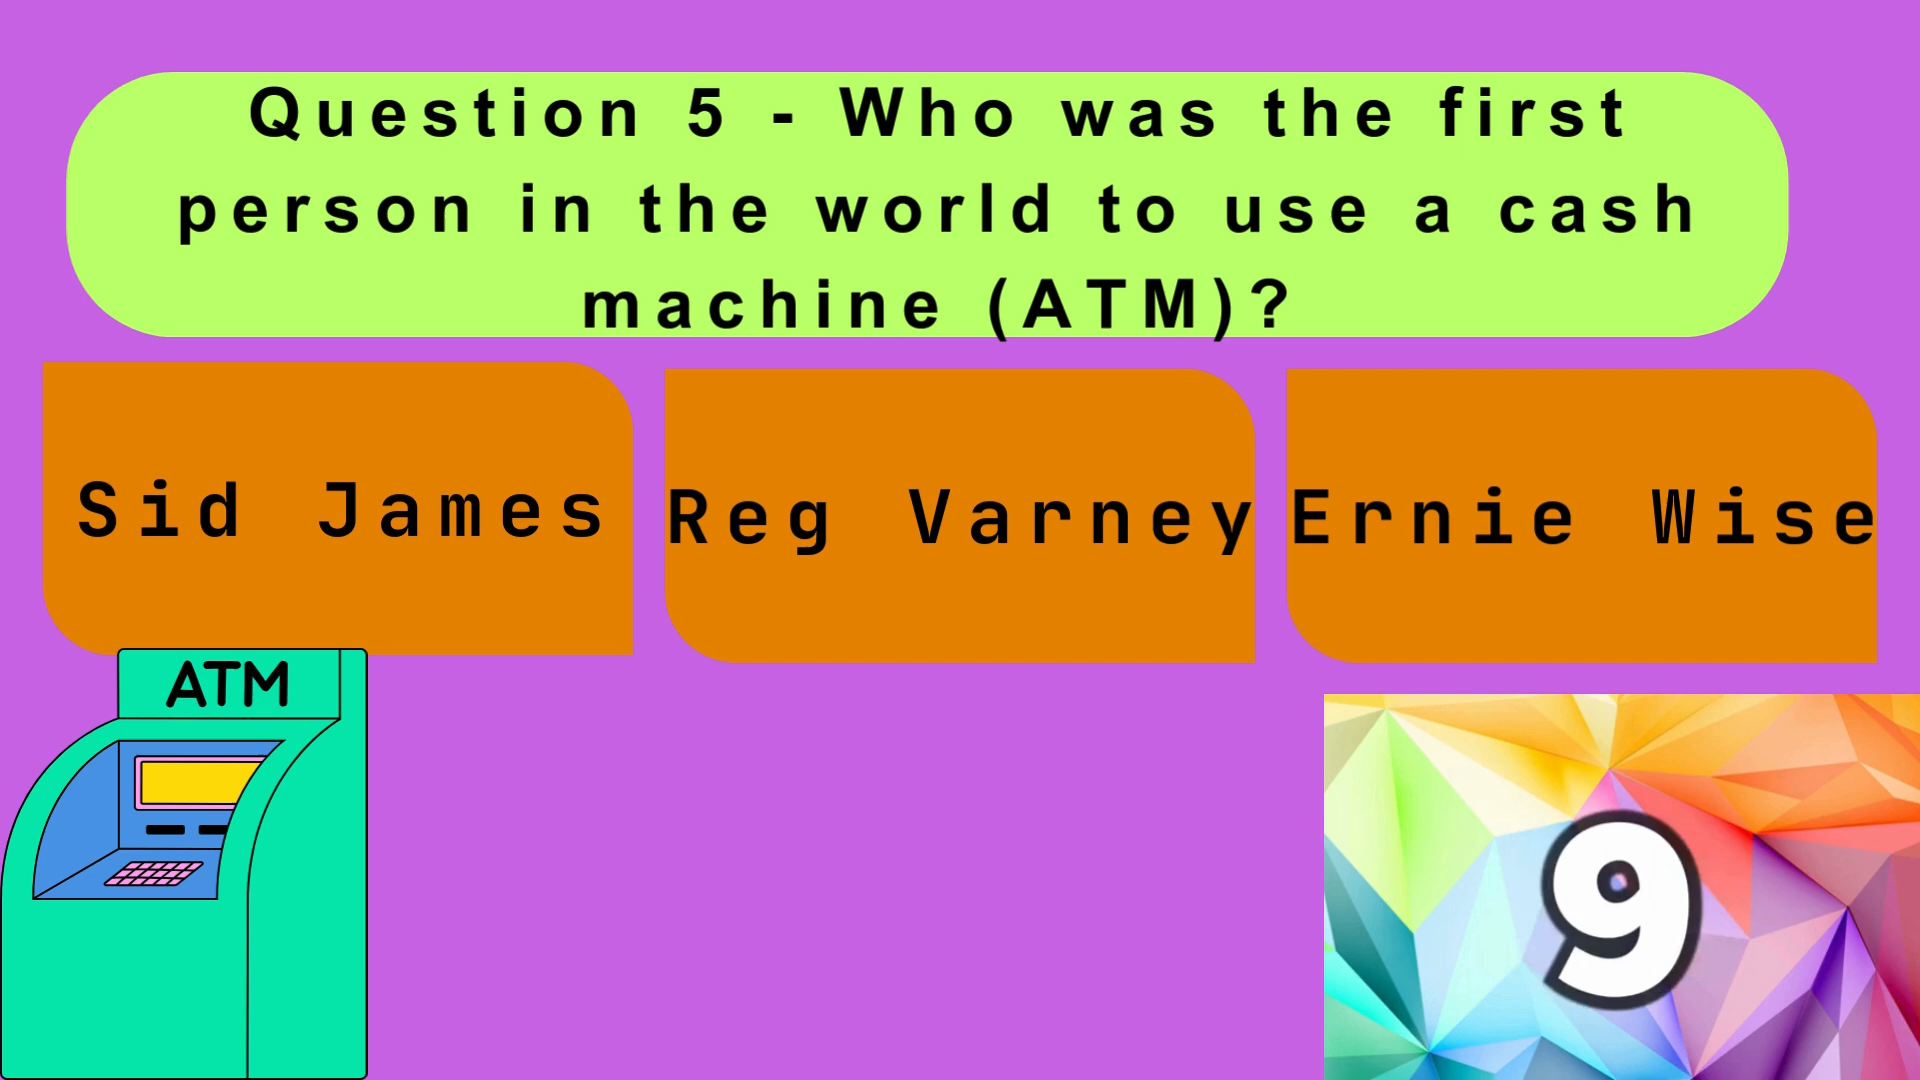 Question 5 - Who was the first
person in the world to use a cash
machine (ATM)?
Sid James
Reg Varney
Ernie Wise
ATM
9